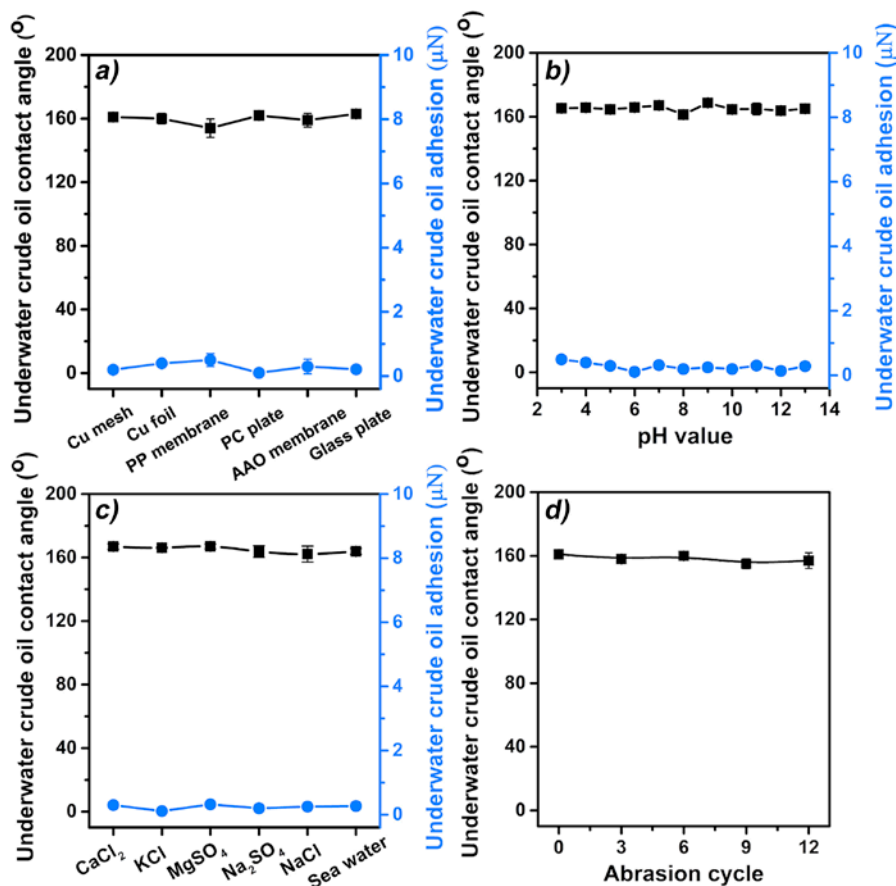 a)
Underwater crude oil contact angle (°)
200
160
120
80
40
0
Underwater crude oil adhesion (μN)
10
8
6
4
2
0
Cu mesh
Cu foil
PP membrane
PC plate
AAO membrane
Glass plate
b)
Underwater crude oil contact angle (°)
200
160
120
80
40
0
Underwater crude oil adhesion (μN)
10
8
6
4
2
0
2 4 6 8 10 12 14
pH value
c)
Underwater crude oil contact angle (°)
200
160
120
80
40
0
Underwater crude oil adhesion (μN)
10
8
6
4
2
0
CaCl₂
KCl
MgSO₄
Na₂SO₄
NaCl
Sea water
d)
Underwater crude oil contact angle (°)
200
160
120
80
40
0
0 3 6 9 12
Abrasion cycle